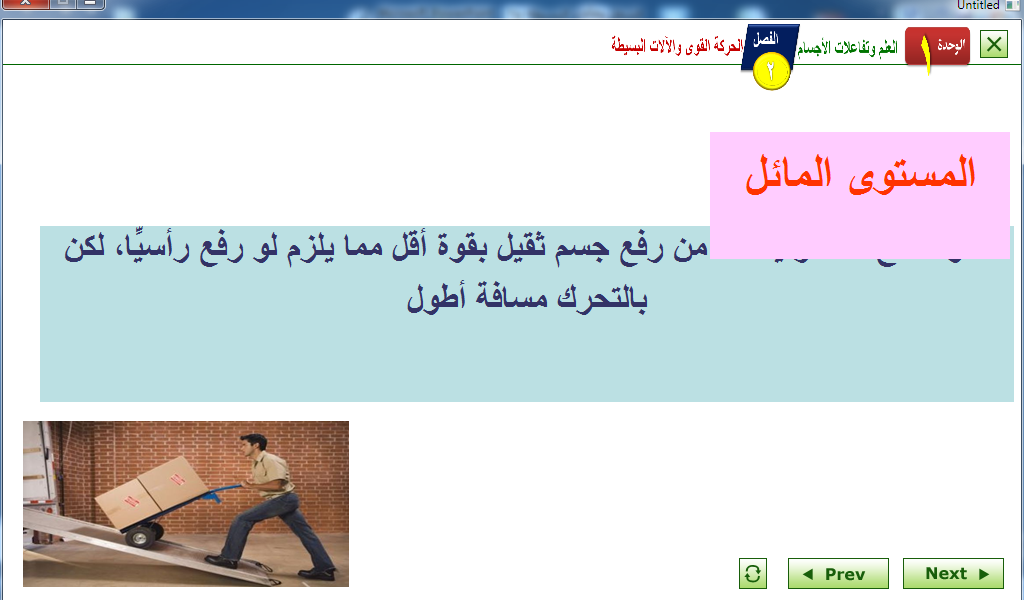 Untitled
الوحدة ١
العلم وتفاعلات الأجسام
الفصل ٢
الحركة القوى والآلات البسيطة
المستوى المائل
من رفع جسم ثقيل بقوة أقل مما يلزم لو رفع رأسيًّا، لكن
بالتحرك مسافة أطول
Prev
Next